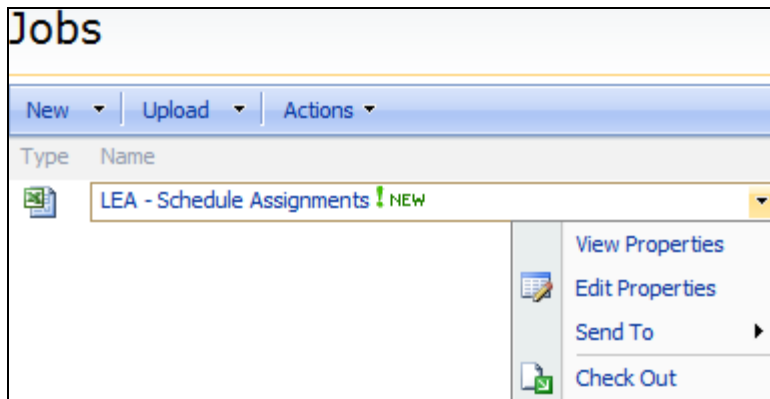 Jobs
New Upload Actions
Type Name
LEA - Schedule Assignments ! NEW
View Properties
Edit Properties
Send To
Check Out